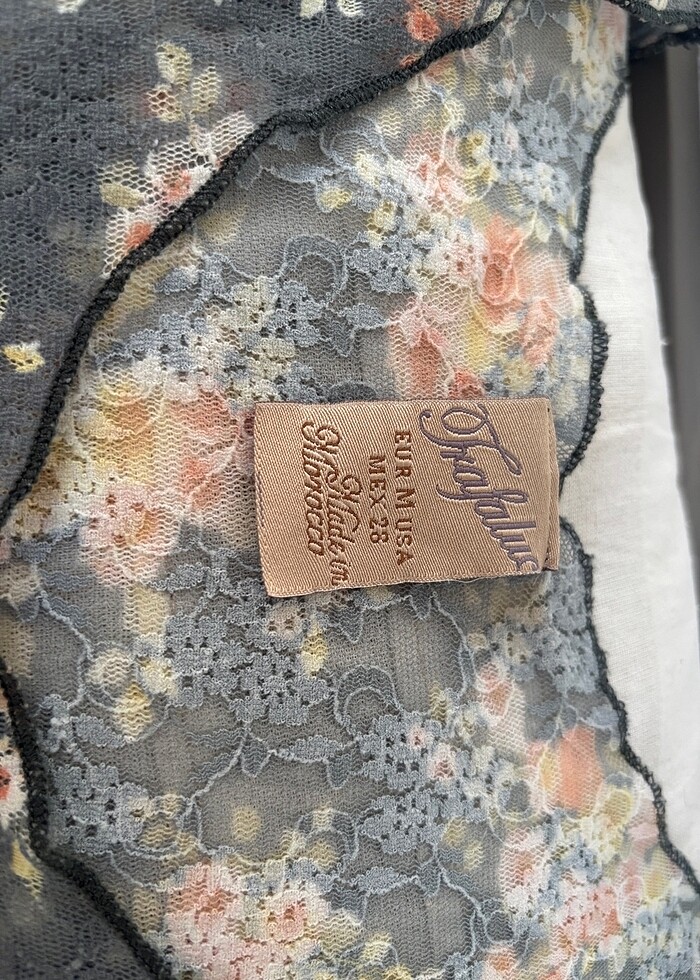 Trafaluc
EUR M USA
MEX 28
Made in
Morocco